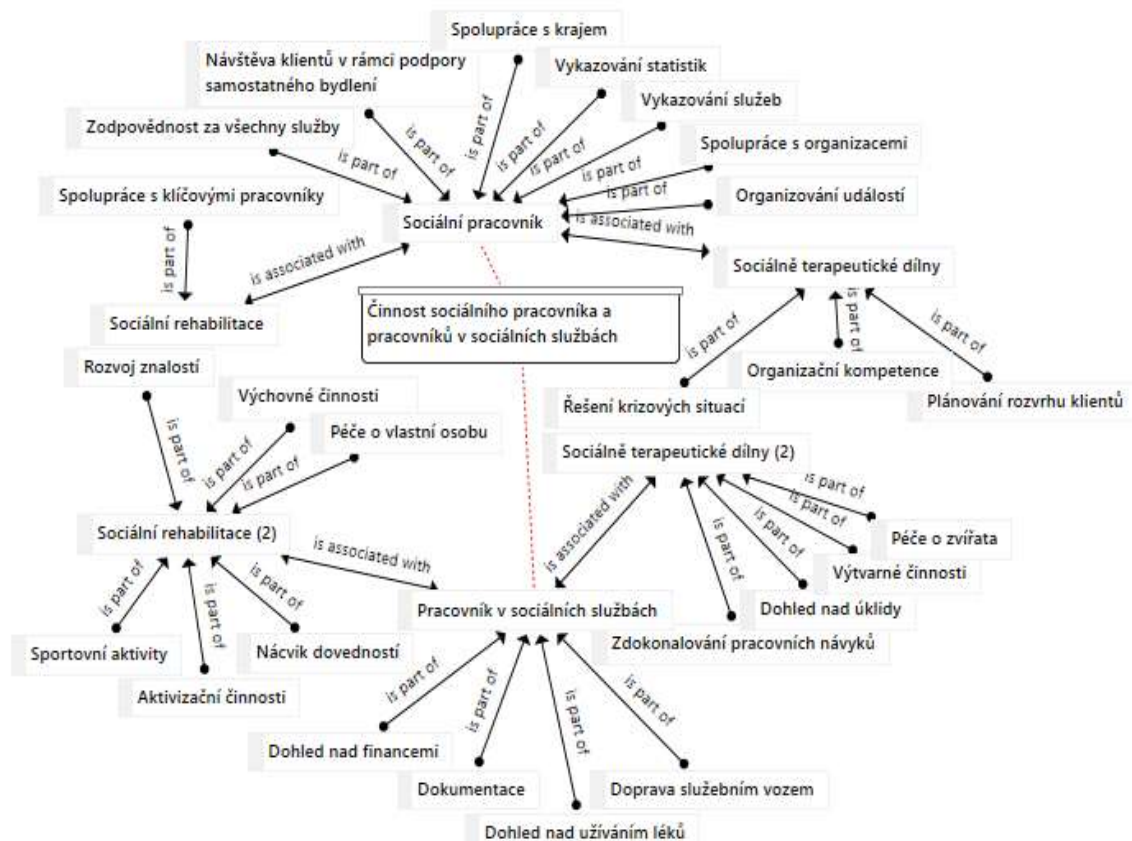 Spolupráce s krajem
Návštěva klientů v rámci podpory
samostatného bydlení
Vykazování statistik
Vykazování služeb
Zodpovědnost za všechny služby
Spolupráce s organizacemi
is part of
is part of
is part of
is part of
is part of
is part of
is part of
Spolupráce s klíčovými pracovníky
Organizování událostí
Sociální pracovník
is associated with
is part of
is associated with
Sociálně terapeutické dílny
Sociální rehabilitace
Činnost sociálního pracovníka a
pracovníků v sociálních službách
is part of
is part of
is part of
Rozvoj znalostí
Organizační kompetence
Výchovné činnosti
Plánování rozvrhu klientů
Řešení krizových situací
Péče o vlastní osobu
is part of
is part of
is part of
Sociálně terapeutické dílny (2)
is part of
is part of
is part of
is part of
is associated with
Sociální rehabilitace (2)
Péče o zvířata
is associated with
Výtvarné činnosti
is part of
is part of
is part of
is part of
Pracovník v sociálních službách
Dohled nad úklidy
Zdokonalování pracovních návyků
Sportovní aktivity
Nácvik dovedností
Aktivizační činnosti
is part of
is part of
is part of
is part of
Dohled nad financemi
Dokumentace
Doprava služebním vozem
Dohled nad užíváním léků